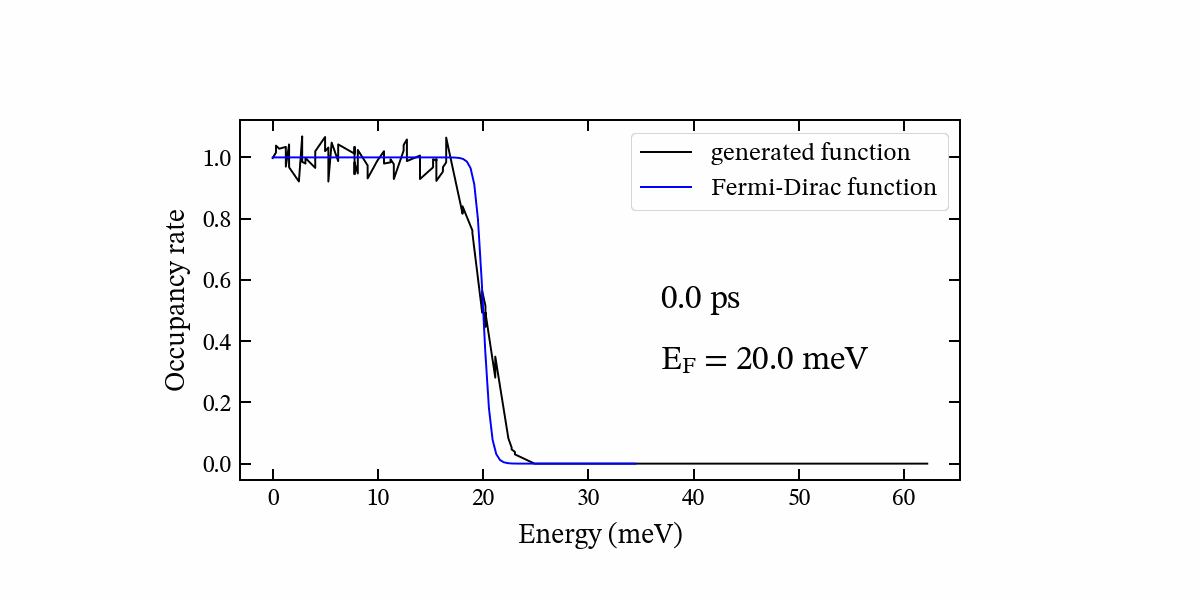 generated function
Fermi-Dirac function
1.0
0.8
0.6
0.4
0.2
0.0
Occupancy rate
0.0 ps
E_F = 20.0 meV
0 10 20 30 40 50 60
Energy (meV)